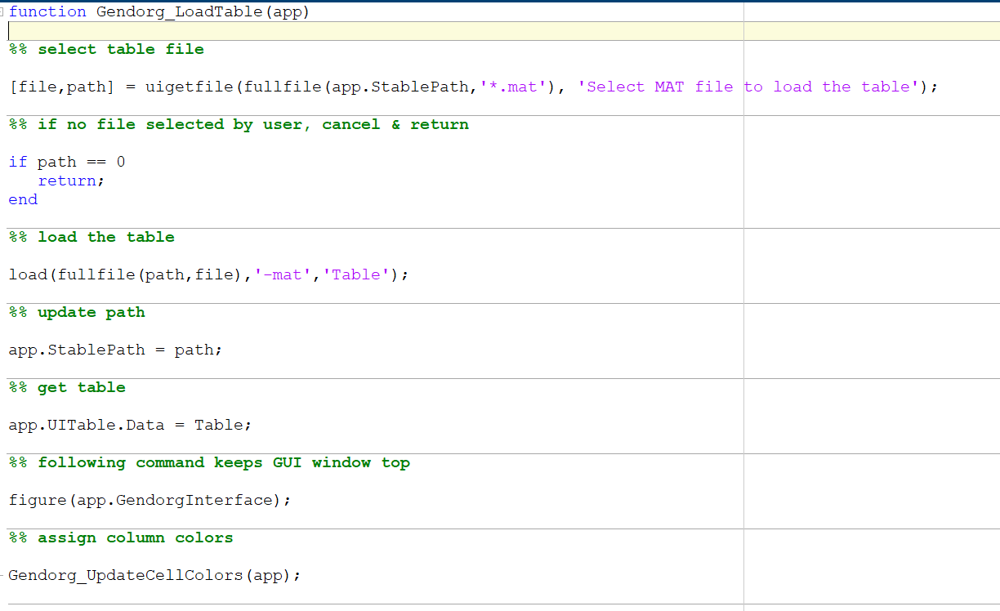 function Gendorg_LoadTable(app)
%% select table file
[file,path] = uigetfile(fullfile(app.StablePath,'*.mat'), 'Select MAT file to load the table');
%% if no file selected by user, cancel & return
if path == 0
return;
end
%% load the table
load(fullfile(path,file),'-mat','Table');
%% update path
app.StablePath = path;
%% get table
app.UITable.Data = Table;
%% following command keeps GUI window top
figure(app.GendorgInterface);
%% assign column colors
Gendorg_UpdateCellColors(app);